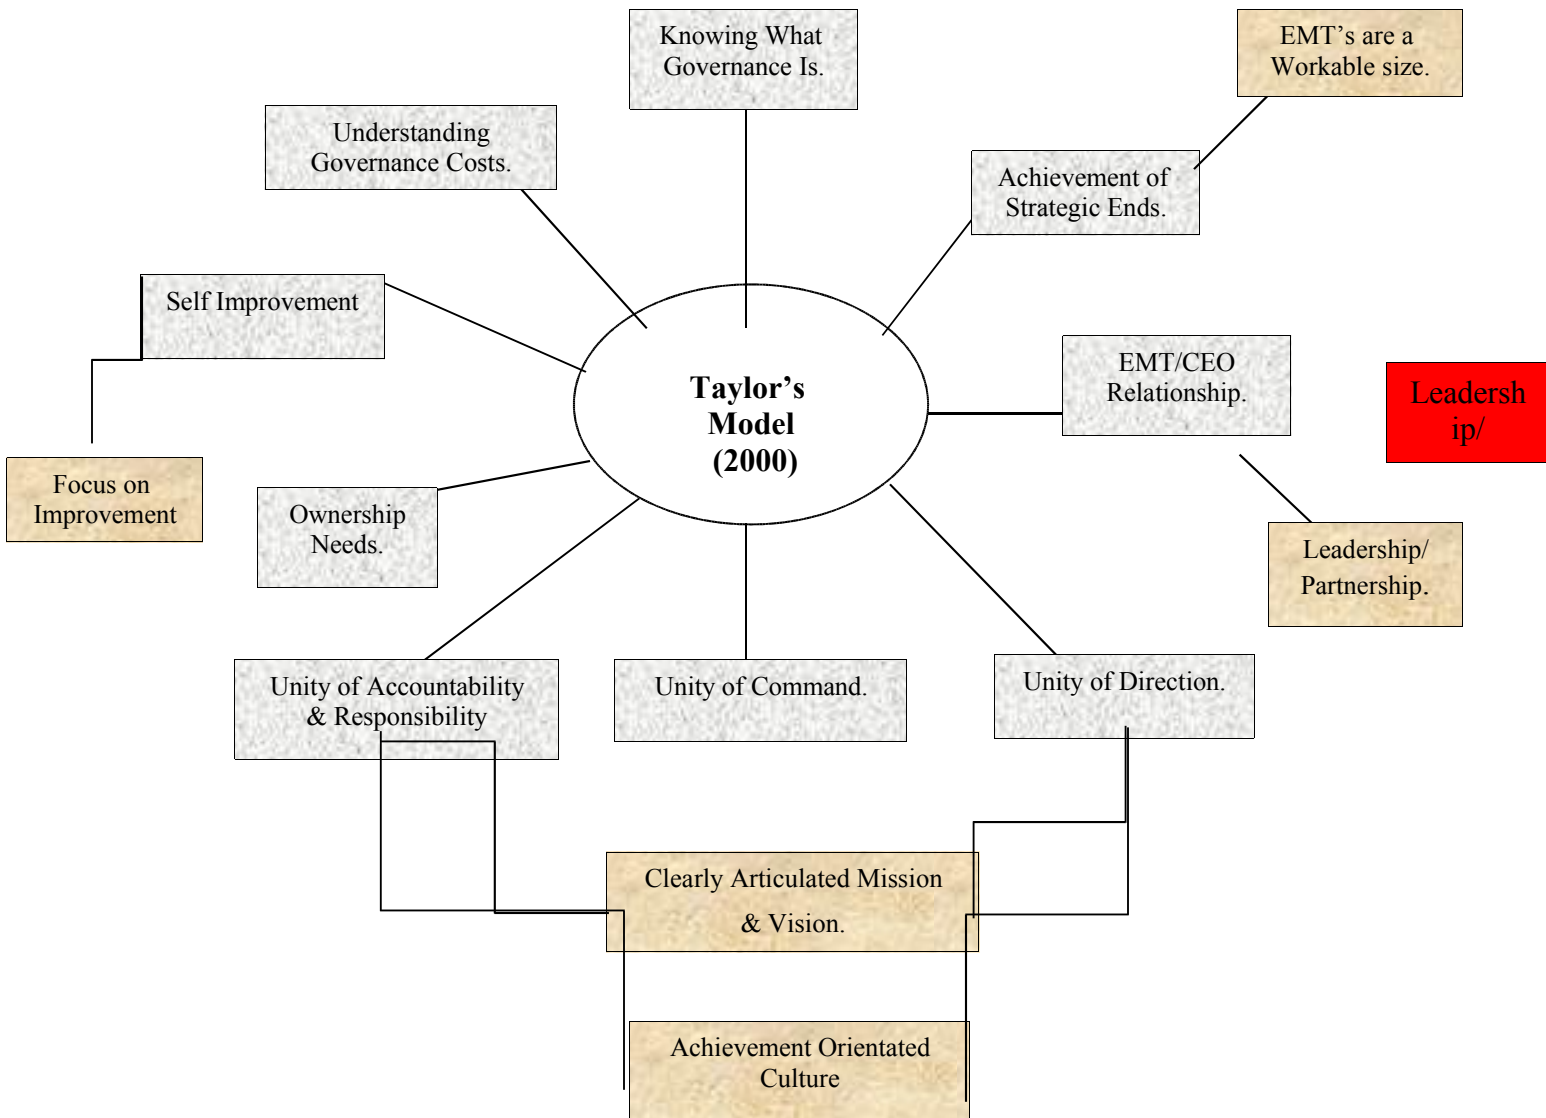 Knowing What
Governance Is.
EMT’s are a
Workable size.
Understanding
Governance Costs.
Achievement of
Strategic Ends.
Self Improvement
EMT/CEO
Relationship.
Leadersh
ip/
Taylor’s
Model
(2000)
Focus on
Improvement
Ownership
Needs.
Leadership/
Partnership.
Unity of Accountability
& Responsibility
Unity of Command.
Unity of Direction.
Clearly Articulated Mission
& Vision.
Achievement Orientated
Culture